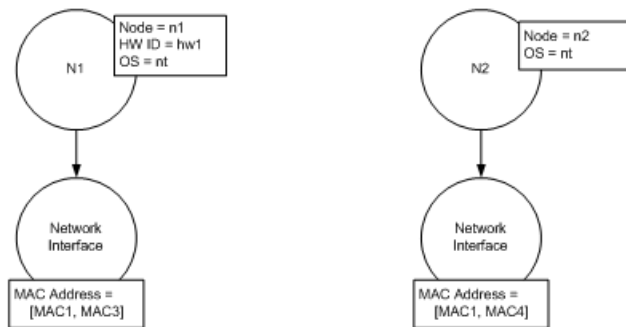 Node = n1
HW ID = hw1
OS = nt
N1
Network
Interface
MAC Address =
[MAC1, MAC3]
Node = n2
OS = nt
N2
Network
Interface
MAC Address =
[MAC1, MAC4]